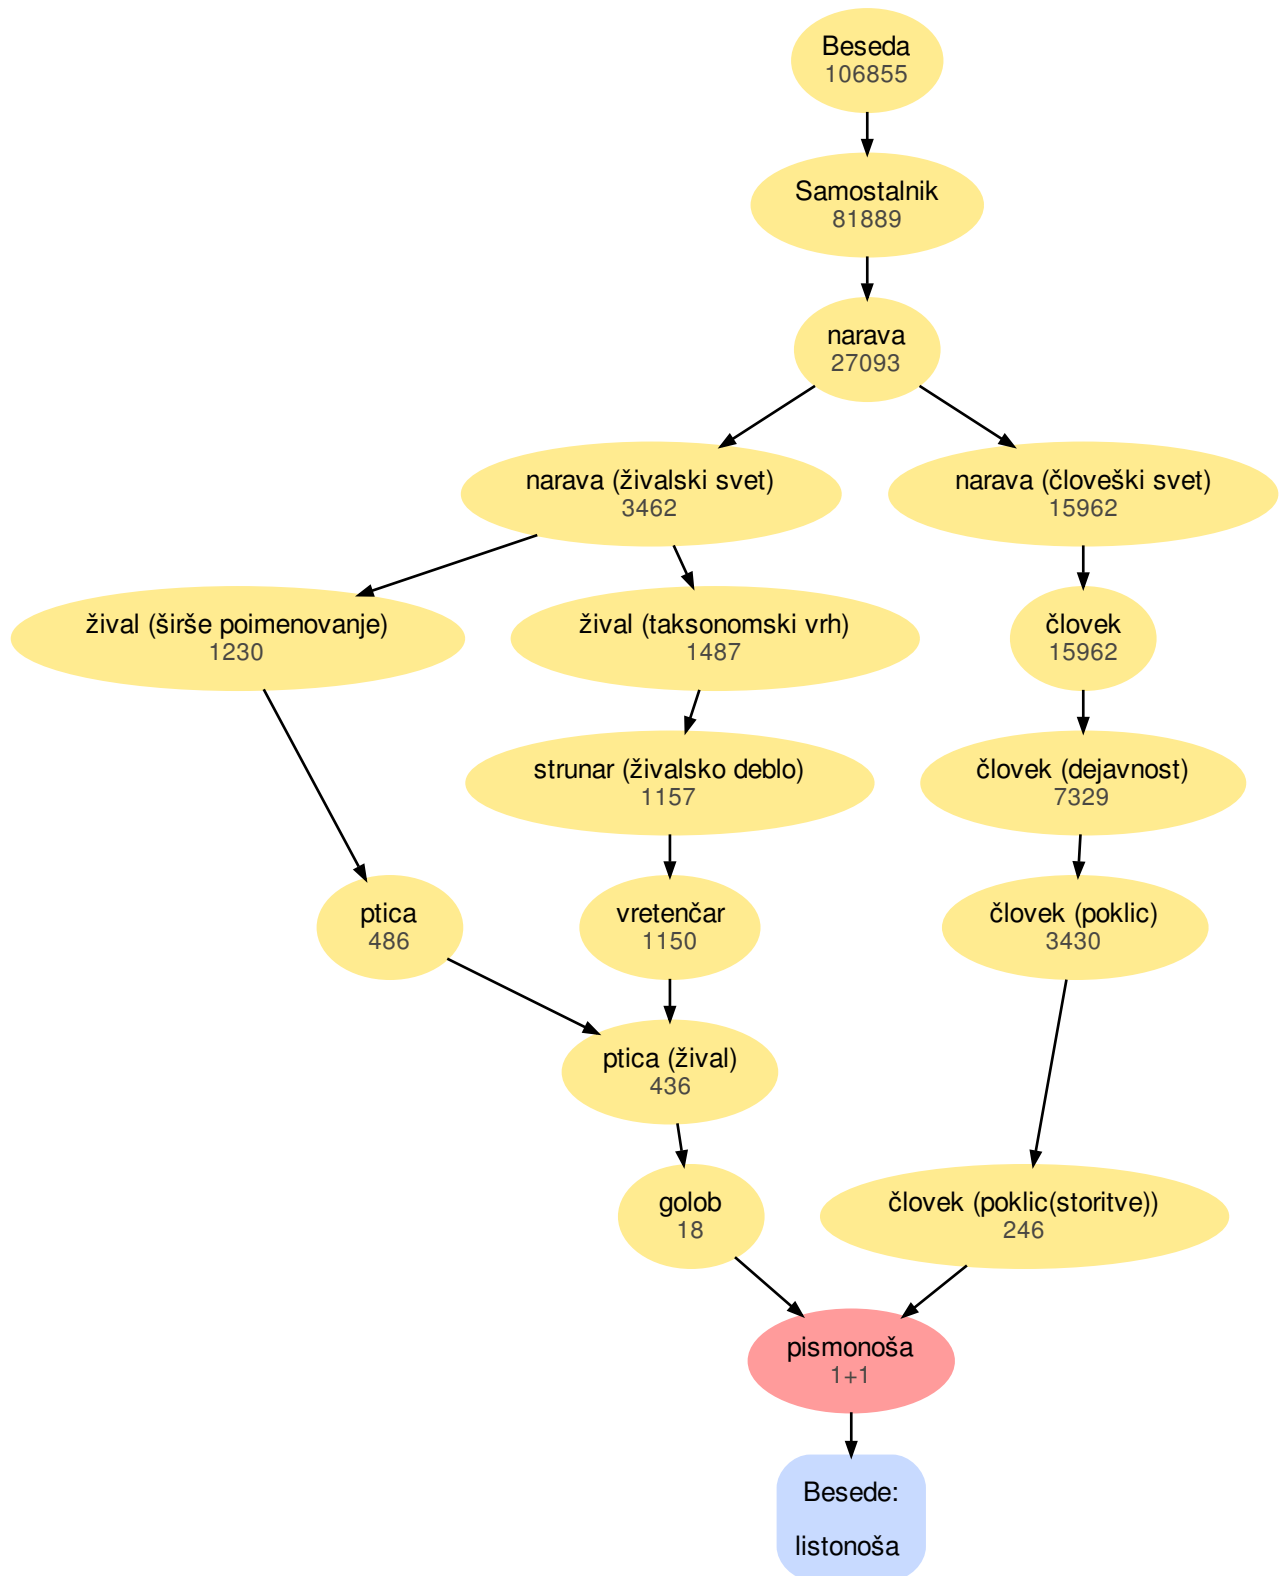 Beseda
106855
Samostalnik
81889
narava
27093
narava (živalski svet)
3462
narava (človeški svet)
15962
žival (širše poimenovanje)
1230
žival (taksonomski vrh)
1487
človek
15962
strunar (živalsko deblo)
1157
človek (dejavnost)
7329
ptica
486
vretenčar
1150
človek (poklic)
3430
ptica (žival)
436
golob
18
človek (poklic(storitve))
246
pismonoša
1+1
Besede:
listonoša